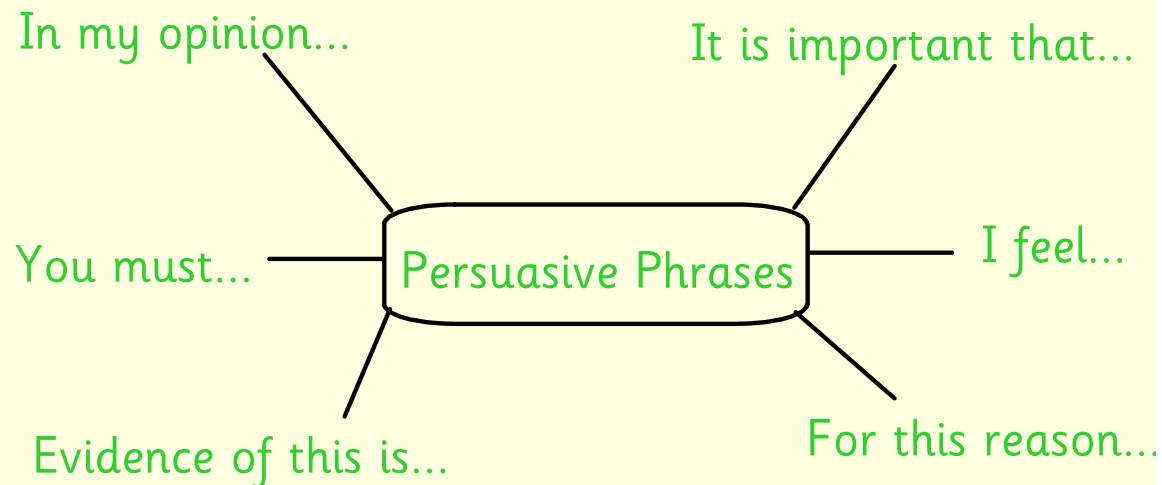 In my opinion...
It is important that...
You must...
Persuasive Phrases
I feel...
Evidence of this is...
For this reason...